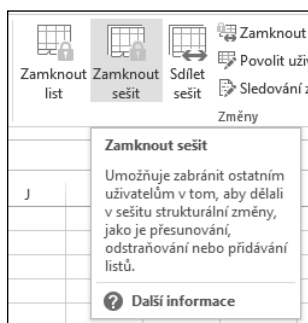 Zamknout list
Zamknout sešit
Sdílet sešit
Zamknout
Povolit
Sledování
Změny
Zamknout sešit
Umožňuje zabránit ostatním
uživatelům v tom, aby dělali
v sešitu strukturální změny,
jako je přesunování,
odstraňování nebo přidávání
listů.
Další informace
J